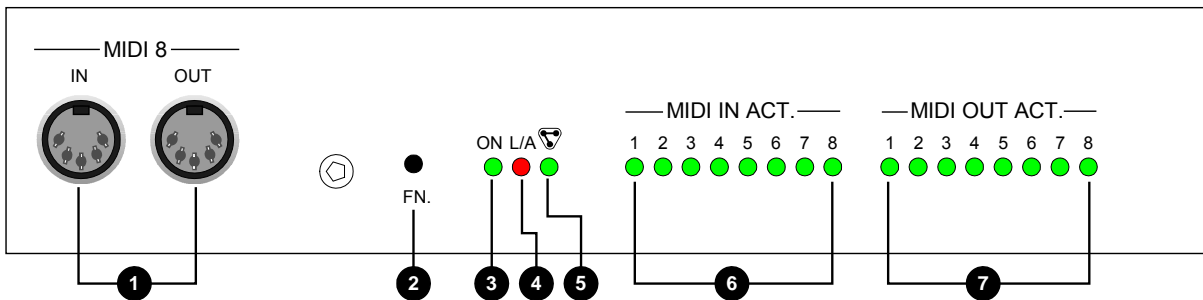 MIDI 8
IN OUT
FN.
ON L/A
MIDI IN ACT.
1 2 3 4 5 6 7 8
MIDI OUT ACT.
1 2 3 4 5 6 7 8
1 2 3 4 5 6 7